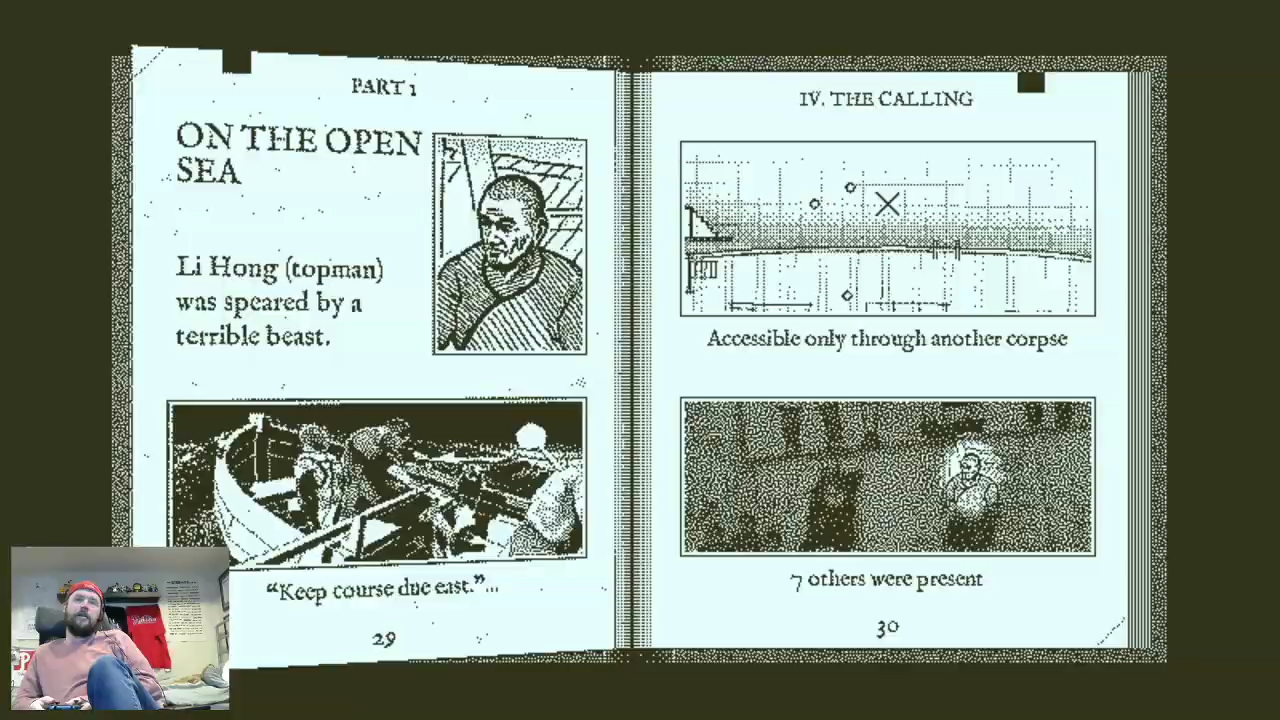 PART 1
ON THE OPEN
SEA
Li Hong (topman)
was speared by a
terrible beast.
“Keep course due east.”...
29
IV. THE CALLING
Accessible only through another corpse
7 others were present
30